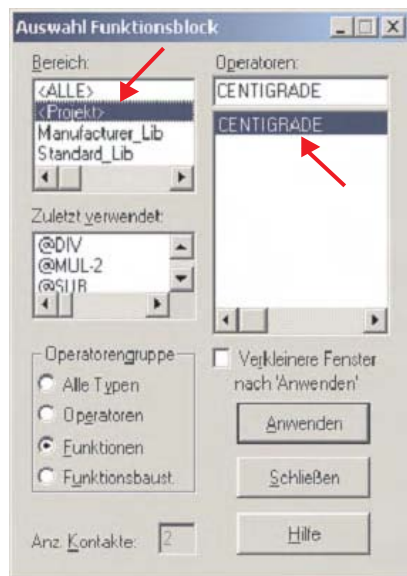 Auswahl Funktionsblock
Bereich:
<ALLE>
<Projekt>
Manufacturer_Lib
Standard_Lib
Zuletzt verwendet:
@DIV
@MUL-2
@SUB
Operatorengruppe
Alle Typen
Operatoren
Funktionen
Funktionsbaust.
Anz. Kontakte: 2
Operatoren:
CENTIGRADE
CENTIGRADE
Verkleinere Fenster
nach 'Anwenden'
Anwenden
Schließen
Hilfe